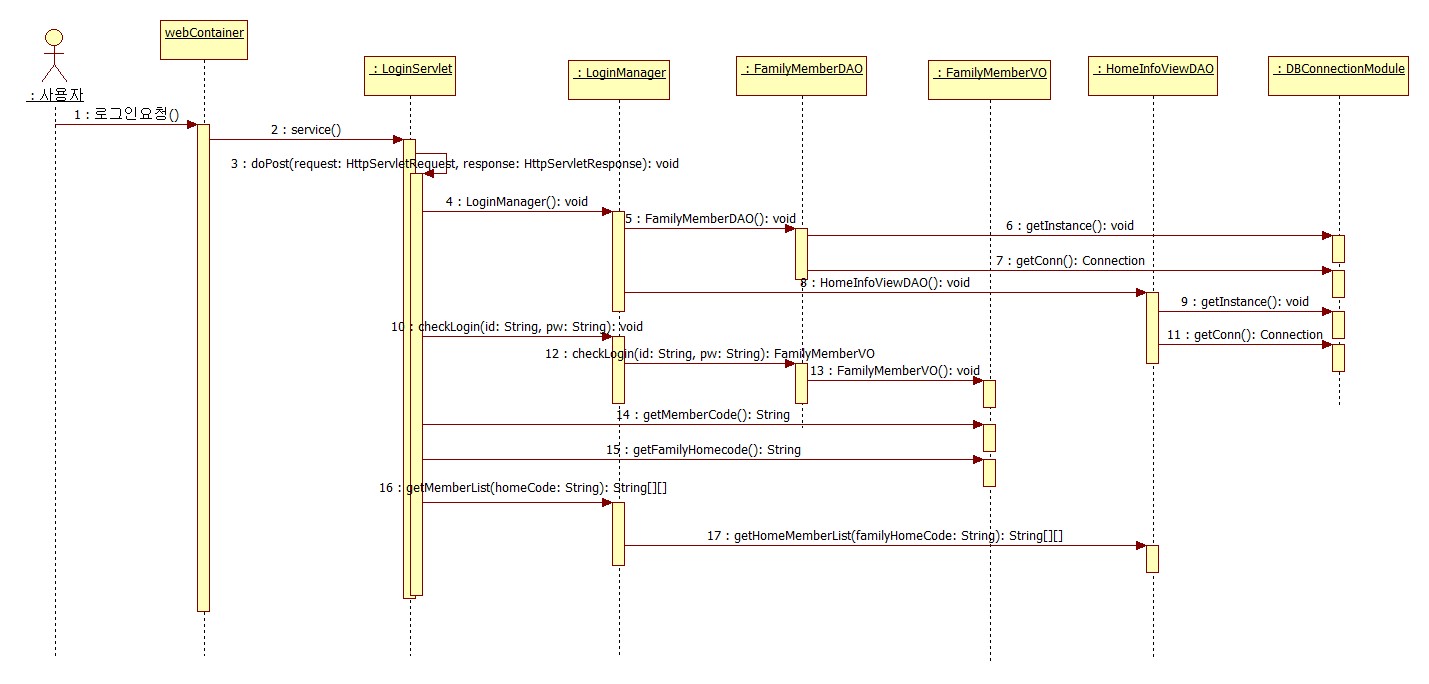 webContainer
: LoginServlet
: LoginManager
: FamilyMemberDAO
: FamilyMemberVO
: HomeInfoViewDAO
: DBConnectionModule
: 사용자
1 : 로그인요청()
2 : service()
3 : doPost(request: HttpServletRequest, response: HttpServletResponse): void
4 : LoginManager(): void
5 : FamilyMemberDAO(): void
6 : getInstance(): void
7 : getConn(): Connection
8 : HomeInfoViewDAO(): void
9 : getInstance(): void
10 : checkLogin(id: String, pw: String): void
11 : getConn(): Connection
12 : checkLogin(id: String, pw: String): FamilyMemberVO
13 : FamilyMemberVO(): void
14 : getMemberCode(): String
15 : getFamilyHomecode(): String
16 : getMemberList(homeCode: String): String[][]
17 : getHomeMemberList(familyHomeCode: String): String[][]